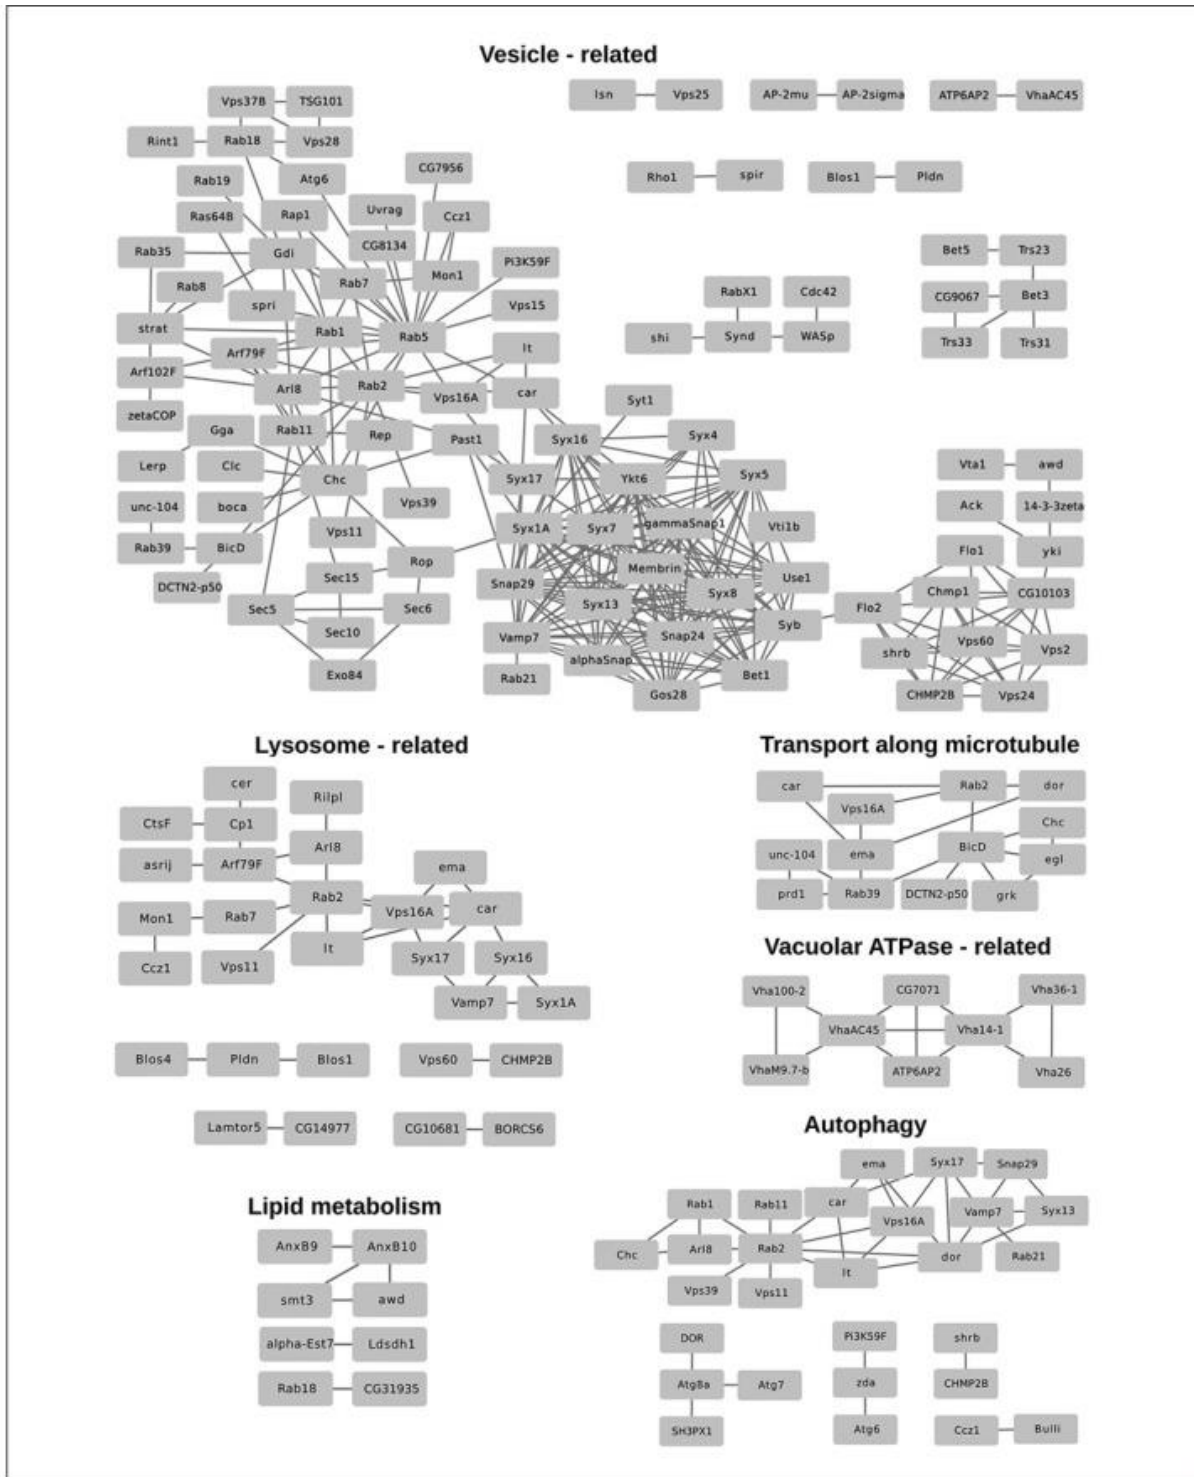 Vesicle - related
lsn Vps25 AP-2mu AP-2sigma ATP6AP2 VhaAC45
Vps37B TSG101
Rint1 Rab18 Vps28
CG7956
Rho1 spir Blos1 Pldn
Rab19 Atg6
Ras64B Rap1 Uvrag Ccz1
Rab35 Gdi CG8134 Pi3K59F
Bet5 Trs23
Rab8 Rab7 Mon1
spri Vps15
RabX1 Cdc42 CG9067 Bet3
strat Rab1 Rab5
shi Synd WASp Trs33 Trs31
Arf79F lt
Arf102F Arl8 Rab2 Vps16A car
Syt1
zetaCOP
Gga Rab11 Rep Past1 Syx16 Syx4
Lerp Clc Chc Syx17 Ykt6 Syx5
Vta1 awd
unc-104 boca Vps39
Ack 14-3-3zeta
Vps11 Syx1A Syx7 gammaSnap1 Vti1b
Rab39 BicD Rop
Flo1 yki
DCTN2-p50 Sec15 Snap29 Membrin Use1
Chmp1 CG10103
Sec5 Sec6 Syx13 Syx8 Flo2
Sec10 Vamp7 Snap24 Syb
Vps60 Vps2
shrb
Exo84 Rab21 alphaSnap Bet1
Gos28 CHMP2B Vps24
Lysosome - related
cer Rilpl
CtsF Cp1
Arl8
asrij Arf79F ema
Rab2
Mon1 Rab7 Vps16A car
lt
Ccz1 Vps11 Syx17 Syx16
Vamp7 Syx1A
Blos4 Pldn Blos1 Vps60 CHMP2B
Lamtor5 CG14977 CG10681 BORCS6
Transport along microtubule
car Rab2 dor
Vps16A
Chc
unc-104 ema BicD
egl
prd1 Rab39 DCTN2-p50 grk
Vacuolar ATPase - related
Vha100-2 CG7071 Vha36-1
VhaAC45 Vha14-1
VhaM9.7-b ATP6AP2 Vha26
Autophagy
ema Syx17 Snap29
Rab1 Rab11 car
Vps16A Vamp7 Syx13
Chc Arl8 Rab2
dor Rab21
lt
Vps39 Vps11
DOR Pi3K59F shrb
Atg8a Atg7 zda CHMP2B
SH3PX1 Atg6 Ccz1 Bulli
Lipid metabolism
AnxB9 AnxB10
smt3 awd
alpha-Est7 Ldsdh1
Rab18 CG31935